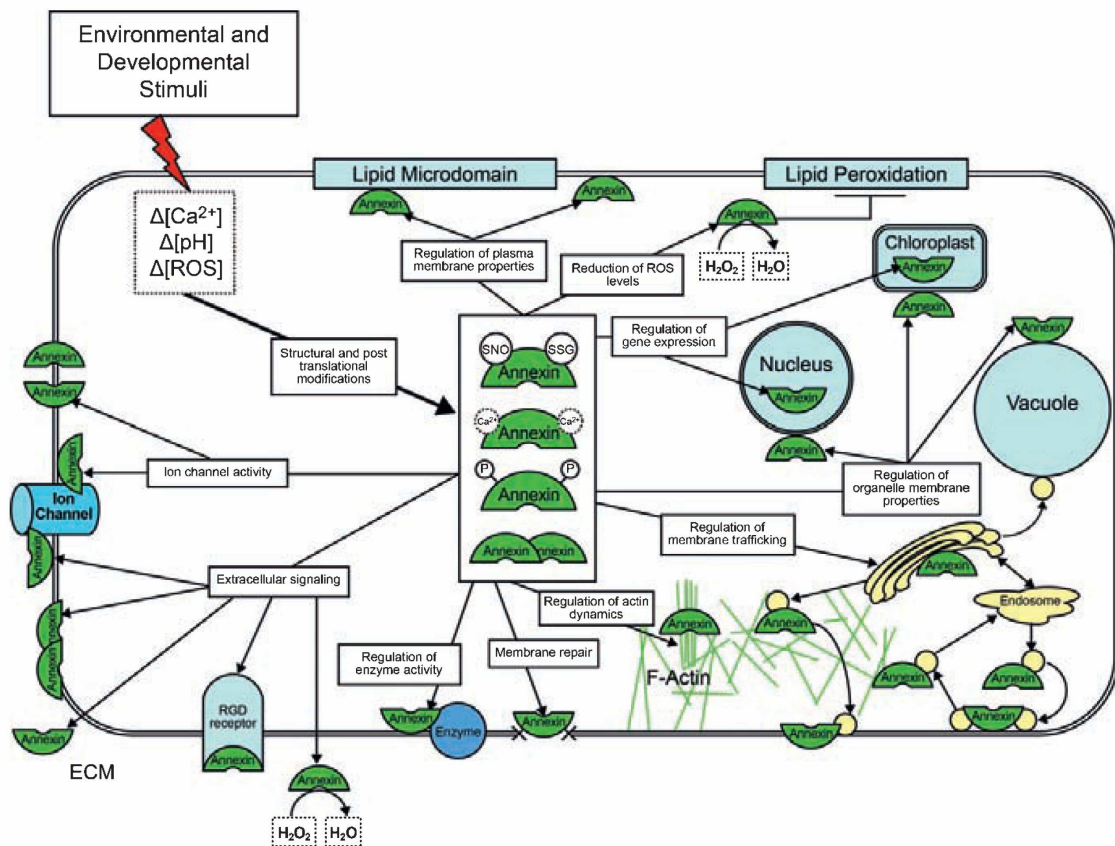 Environmental and
Developmental
Stimuli
Δ[Ca²⁺]
Δ[pH]
Δ[ROS]
Lipid Microdomain
Annexin
Annexin
Regulation of plasma
membrane properties
Lipid Peroxidation
Annexin
H₂O₂
H₂O
Reduction of ROS
levels
Chloroplast
Annexin
Annexin
Regulation of
gene expression
Nucleus
Annexin
Annexin
Annexin
Vacuole
Regulation
of organelle membrane
properties
Structural and post
translational modifications
SNO
SSG
Annexin
Ca²⁺
Ca²⁺
Annexin
P
P
Annexin
Annexin
Annexin
Annexin
Annexin
Annexin
Ion channel activity
Ion
Channel
Annexin
Extracellular signaling
Annexin
Annexin
Annexin
ECM
RGD
receptor
Annexin
Annexin
H₂O₂
H₂O
Regulation of
enzyme activity
Annexin
Enzyme
Membrane repair
Annexin
Regulation of actin
dynamics
Annexin
F-Actin
Regulation of
membrane trafficking
Annexin
Annexin
Annexin
Endosome
Annexin
Annexin
Annexin